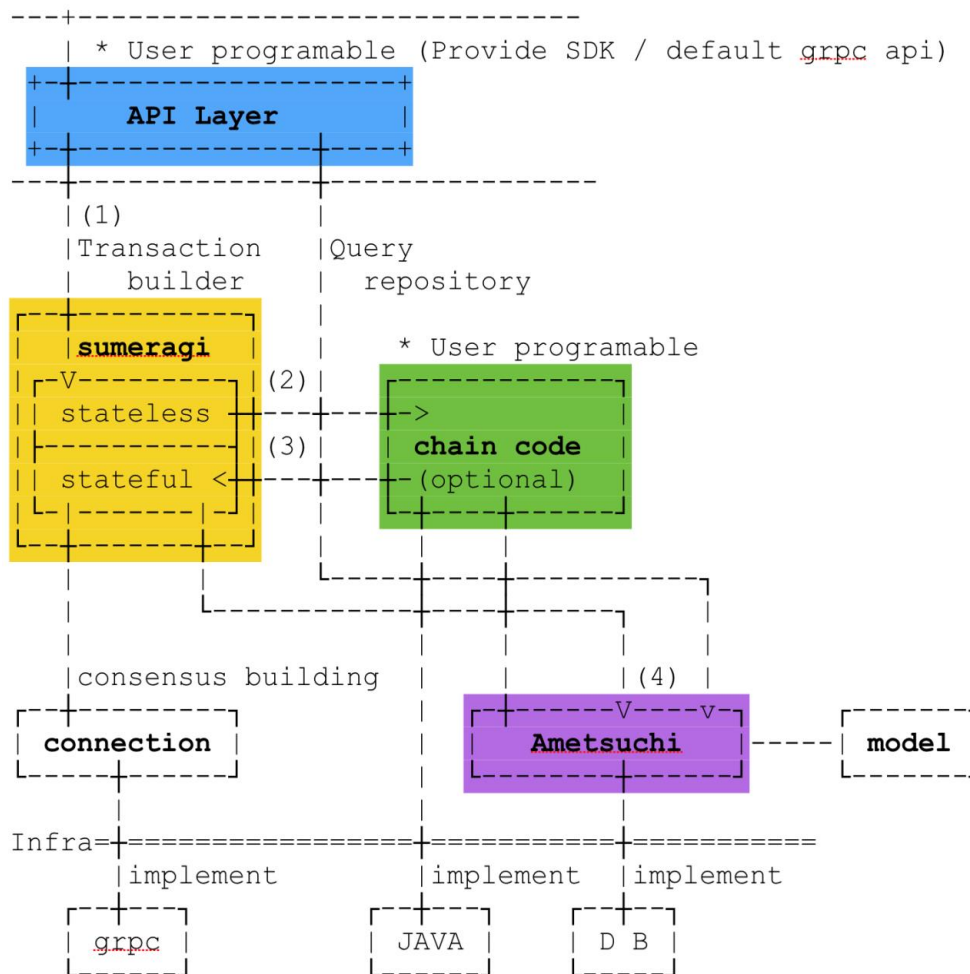 * User programable (Provide SDK / default grpc api)
API Layer
(1)
Transaction builder
Query repository
sumeragi
* User programable
stateless
(2)
chain code
(3)
stateful
(optional)
consensus building
(4)
connection
Ametsuchi
model
Infra
implement
implement
implement
grpc
JAVA
D B